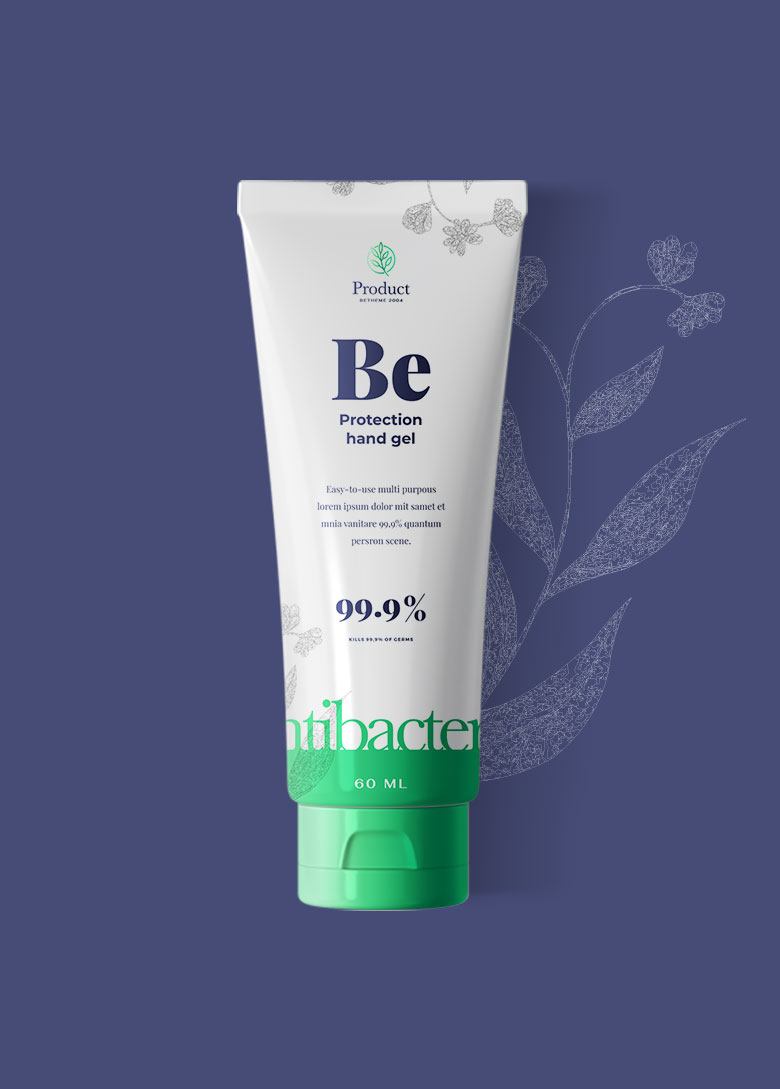 Product
BETHEME 2004
Be
Protection
hand gel
Easy-to-use multi purpous
lorem ipsum dolor mit samet et
mnia vanitare 99,9% quantum
persron scene.
99.9%
KILLS 99,9% OF GERMS
ntibacter
60 ML